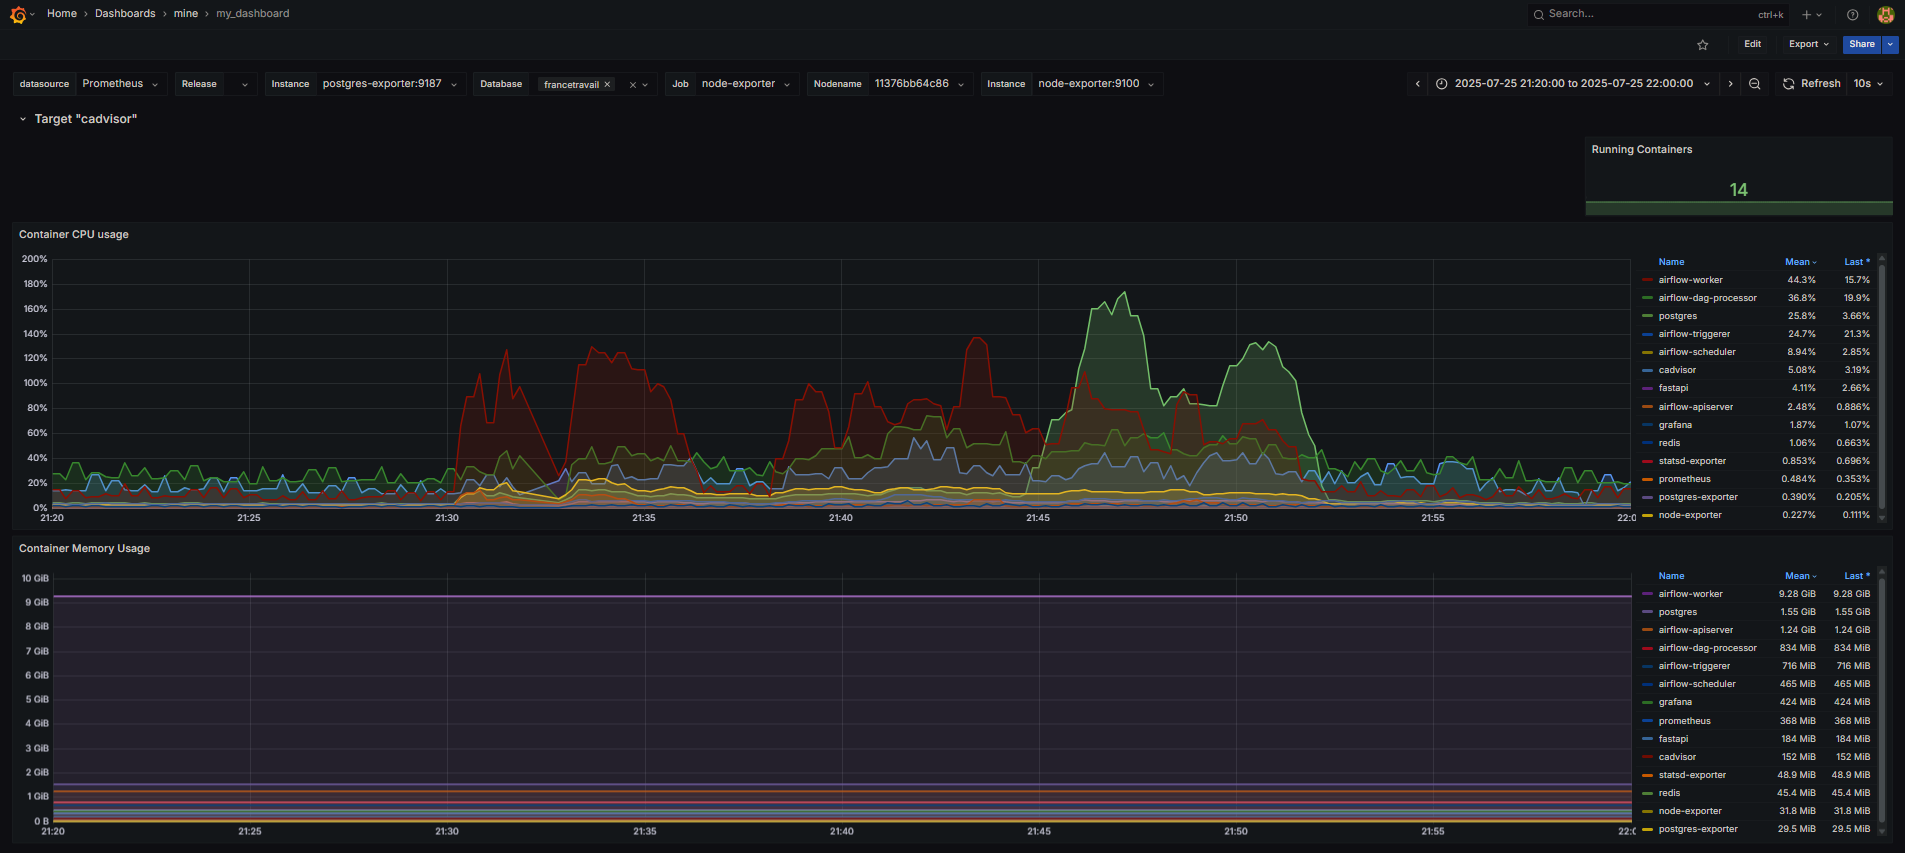 Home › Dashboards › mine › my_dashboard
Search... ctrl+k
Edit Export Share
datasource Prometheus Release Instance postgres-exporter:9187 Database francetravail Job node-exporter Nodename 11376bb64c86 Instance node-exporter:9100 2025-07-25 21:20:00 to 2025-07-25 22:00:00 Refresh 10s
Target "cadvisor"
Running Containers
14
Container CPU usage
200%
180%
160%
140%
120%
100%
80%
60%
40%
20%
0%
21:20 21:25 21:30 21:35 21:40 21:45 21:50 21:55 22:0
Name Mean Last *
airflow-worker 44.3% 15.7%
airflow-dag-processor 36.8% 19.9%
postgres 25.8% 3.66%
airflow-triggerer 24.7% 21.3%
airflow-scheduler 8.94% 2.85%
cadvisor 5.08% 3.19%
fastapi 4.11% 2.66%
airflow-apiserver 2.48% 0.886%
grafana 1.87% 1.07%
redis 1.06% 0.663%
statsd-exporter 0.853% 0.696%
prometheus 0.484% 0.353%
postgres-exporter 0.390% 0.205%
node-exporter 0.227% 0.111%
Container Memory Usage
10 GiB
9 GiB
8 GiB
7 GiB
6 GiB
5 GiB
4 GiB
3 GiB
2 GiB
1 GiB
0 B
21:20 21:25 21:30 21:35 21:40 21:45 21:50 21:55 22:0
Name Mean Last *
airflow-worker 9.28 GiB 9.28 GiB
postgres 1.55 GiB 1.55 GiB
airflow-apiserver 1.24 GiB 1.24 GiB
airflow-dag-processor 834 MiB 834 MiB
airflow-triggerer 716 MiB 716 MiB
airflow-scheduler 465 MiB 465 MiB
grafana 424 MiB 424 MiB
prometheus 368 MiB 368 MiB
fastapi 184 MiB 184 MiB
cadvisor 152 MiB 152 MiB
statsd-exporter 48.9 MiB 48.9 MiB
redis 45.4 MiB 45.4 MiB
node-exporter 31.8 MiB 31.8 MiB
postgres-exporter 29.5 MiB 29.5 MiB